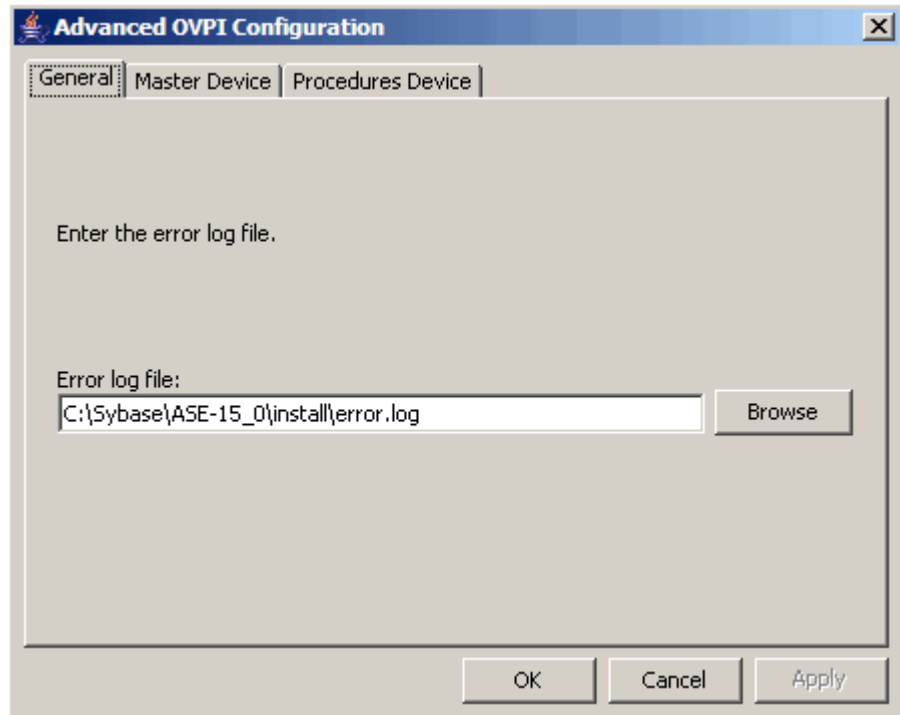 Advanced OVPI Configuration
General Master Device Procedures Device
Enter the error log file.
Error log file:
C:\Sybase\ASE-15_0\install\error.log Browse
OK Cancel Apply